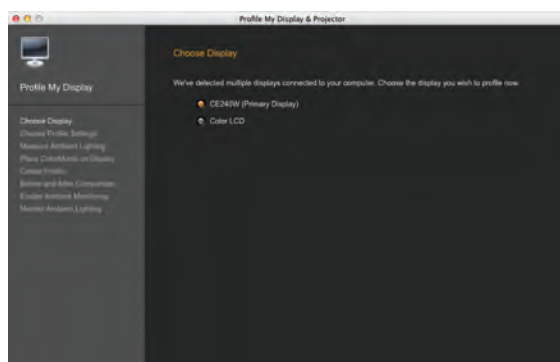 Profile My Display & Projector
Choose Display
We've detected multiple displays connected to your computer. Choose the display you wish to profile now.
CE240W (Primary Display)
Color LCD
Profile My Display
Choose Display
Choose Profile Settings
Measure Ambient Lighting
Place ColorMunki on Display
Create Profile
Before and After Comparison
Enable Ambient Monitoring
Monitor Ambient Lighting